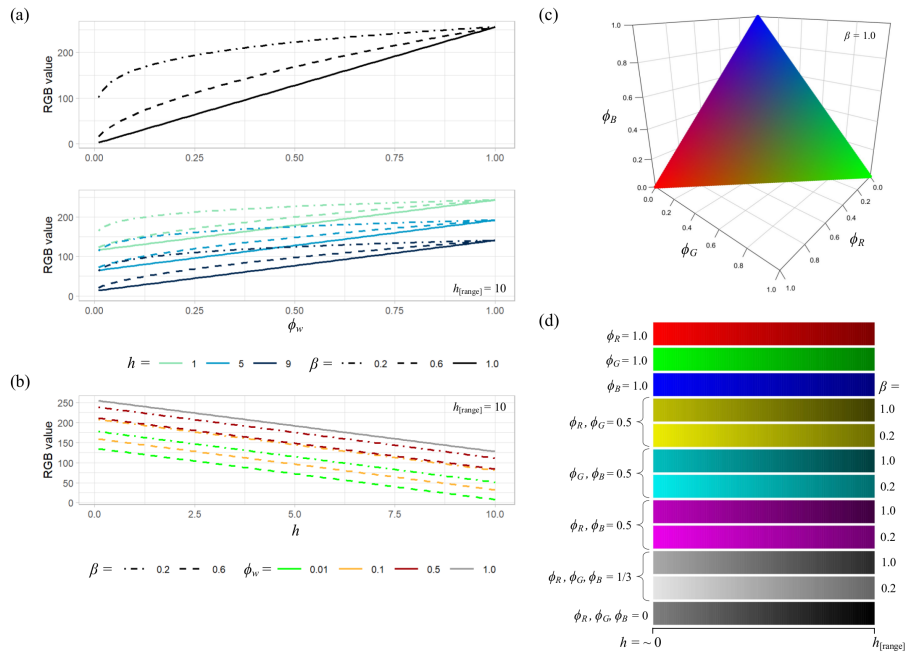 (a)
RGB value
200
100
0
0.00 0.25 0.50 0.75 1.00
RGB value
200
100
0
h[range] = 10
0.00 0.25 0.50 0.75 1.00
ϕw
h = 1 5 9 β = 0.2 0.6 1.0
(b)
RGB value
250
200
150
100
50
0
h[range] = 10
0.0 2.5 5.0 7.5 10.0
h
β = 0.2 0.6 ϕw = 0.01 0.1 0.5 1.0
(c)
β = 1.0
ϕB
1.0
0.8
0.6
0.4
0.2
0.0
0.0
0.2
0.4
0.6
0.8
1.0
ϕG
0.0
0.2
0.4
0.6
0.8
1.0
ϕR
(d)
ϕR = 1.0
ϕG = 1.0
ϕB = 1.0
β =
ϕR, ϕG = 0.5
1.0
0.2
ϕG, ϕB = 0.5
1.0
0.2
ϕR, ϕB = 0.5
1.0
0.2
ϕR, ϕG, ϕB = 1/3
1.0
0.2
ϕR, ϕG, ϕB = 0
h = ~ 0
h[range]